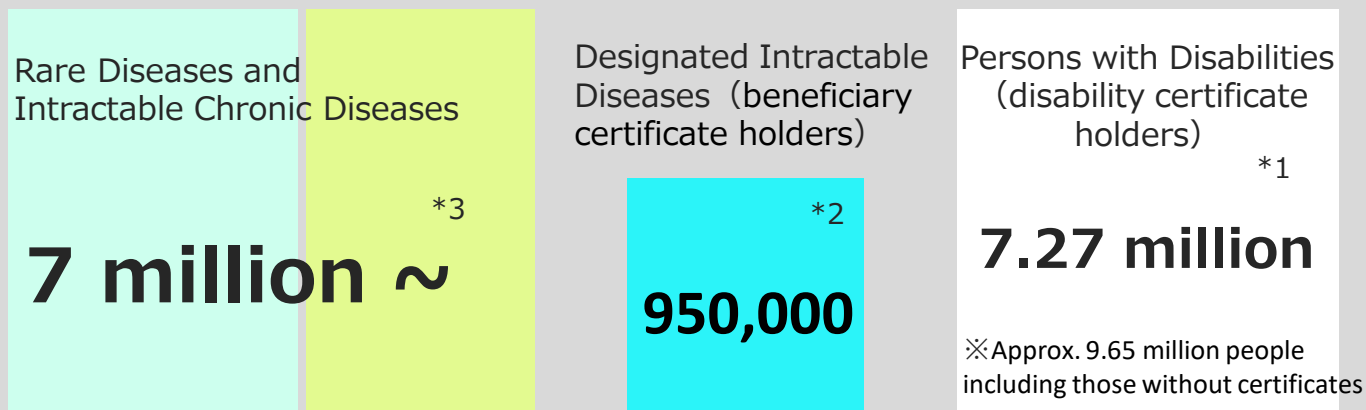 Rare Diseases and
Intractable Chronic Diseases
*3
7 million ~
Designated Intractable
Diseases（beneficiary
certificate holders）
*2
950,000
Persons with Disabilities
（disability certificate
holders）
*1
7.27 million
※Approx. 9.65 million people
including those without certificates